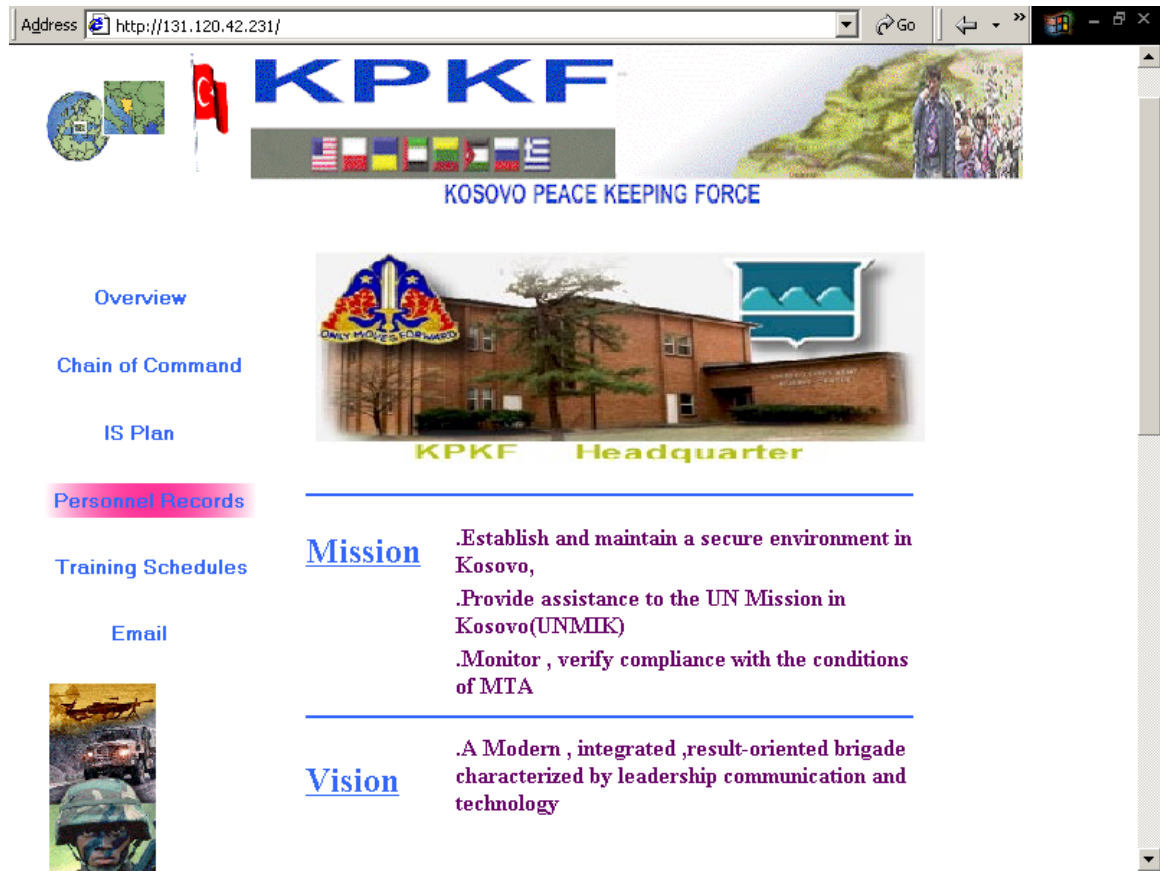 Address http://131.120.42.231/ Go
KPKF
KOSOVO PEACE KEEPING FORCE
ONLY MOVES FORWARD
KPKF Headquarter
Overview
Chain of Command
IS Plan
Personnel Records
Training Schedules
Email
Mission
.Establish and maintain a secure environment in
Kosovo,
.Provide assistance to the UN Mission in
Kosovo(UNMIK)
.Monitor , verify compliance with the conditions
of MTA
Vision
.A Modern , integrated ,result-oriented brigade
characterized by leadership communication and
technology